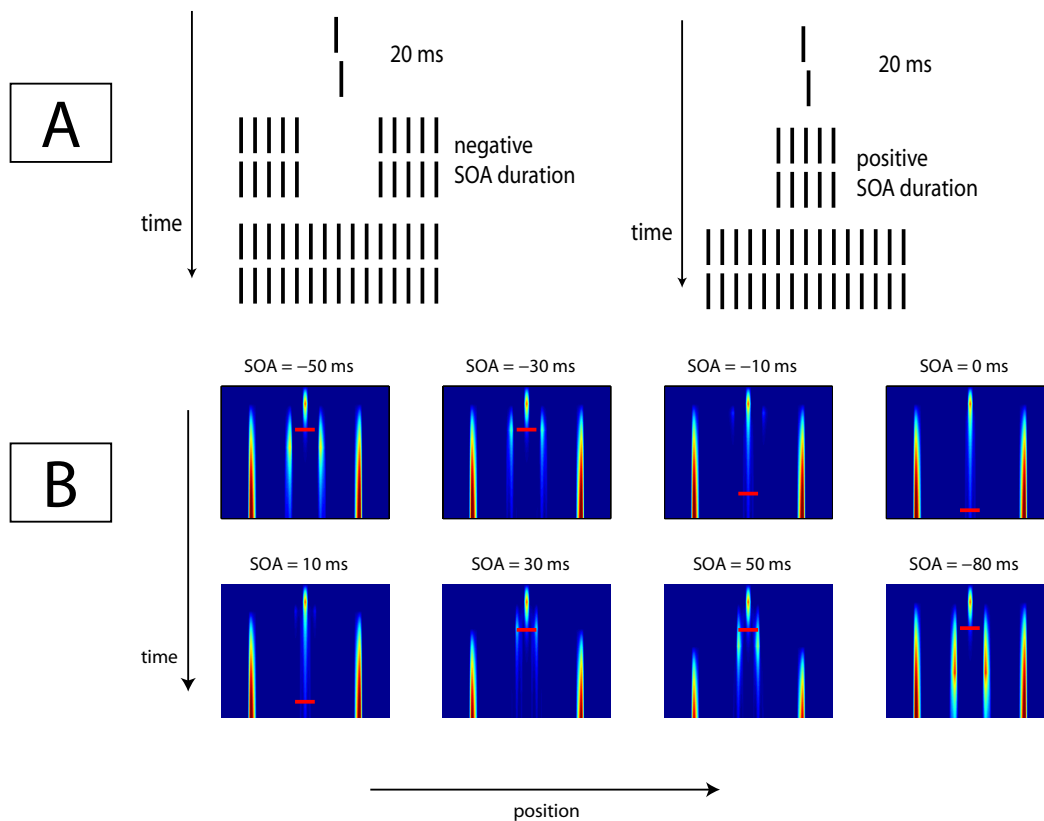 A
20 ms
negative
SOA duration
time
20 ms
positive
SOA duration
time
B
SOA = −50 ms
SOA = −30 ms
SOA = −10 ms
SOA = 0 ms
SOA = 10 ms
SOA = 30 ms
SOA = 50 ms
SOA = −80 ms
time
position